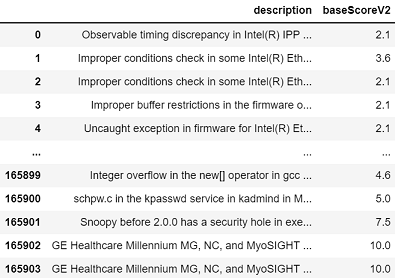 description baseScoreV2
0 Observable timing discrepancy in Intel(R) IPP ... 2.1
1 Improper conditions check in some Intel(R) Eth... 3.6
2 Improper conditions check in some Intel(R) Eth... 2.1
3 Improper buffer restrictions in the firmware o... 2.1
4 Uncaught exception in firmware for Intel(R) Et... 2.1
... ... ...
165899 Integer overflow in the new[] operator in gcc ... 4.6
165900 schpw.c in the kpasswd service in kadmind in M... 5.0
165901 Snoopy before 2.0.0 has a security hole in exe... 7.5
165902 GE Healthcare Millennium MG, NC, and MyoSIGHT ... 10.0
165903 GE Healthcare Millennium MG, NC, and MyoSIGHT ... 10.0